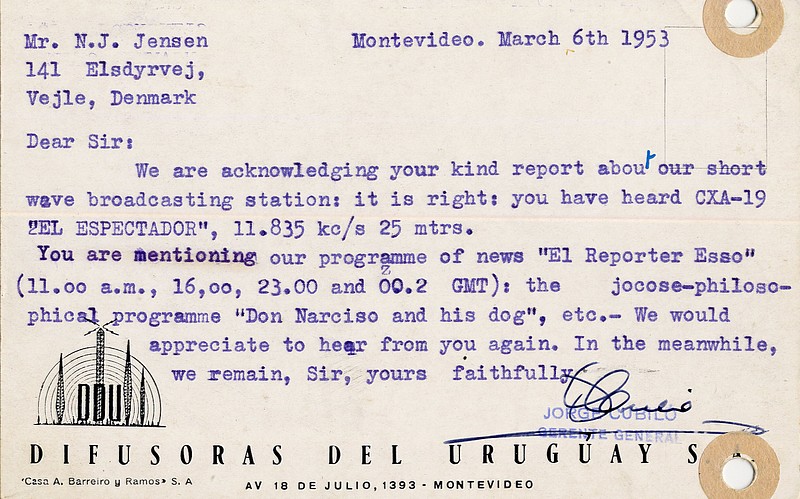 Mr. N.J. Jensen
Montevideo. March 6th 1953
141 Elsdyrvej,
Vejle, Denmark
Dear Sir:
We are acknowledging your kind report about our short
wave broadcasting station: it is right: you have heard CXA-19
"EL ESPECTADOR", 11.835 kc/s 25 mtrs.
You are mentioning our programme of news "El Reporter Esso"
(11.oo a.m., 16,oo, 23.00 and 00.2 GMT): the jocose-philoso-
phical programme "Don Narciso and his dog", etc.- We would
appreciate to hear from you again. In the meanwhile,
we remain, Sir, yours faithfully
DDU
JORGE CUBILO
GERENTE GENERAL
DIFUSORAS DEL URUGUAY S. A.
"Casa A. Barreiro y Ramos" S. A
AV 18 DE JULIO, 1393 - MONTEVIDEO